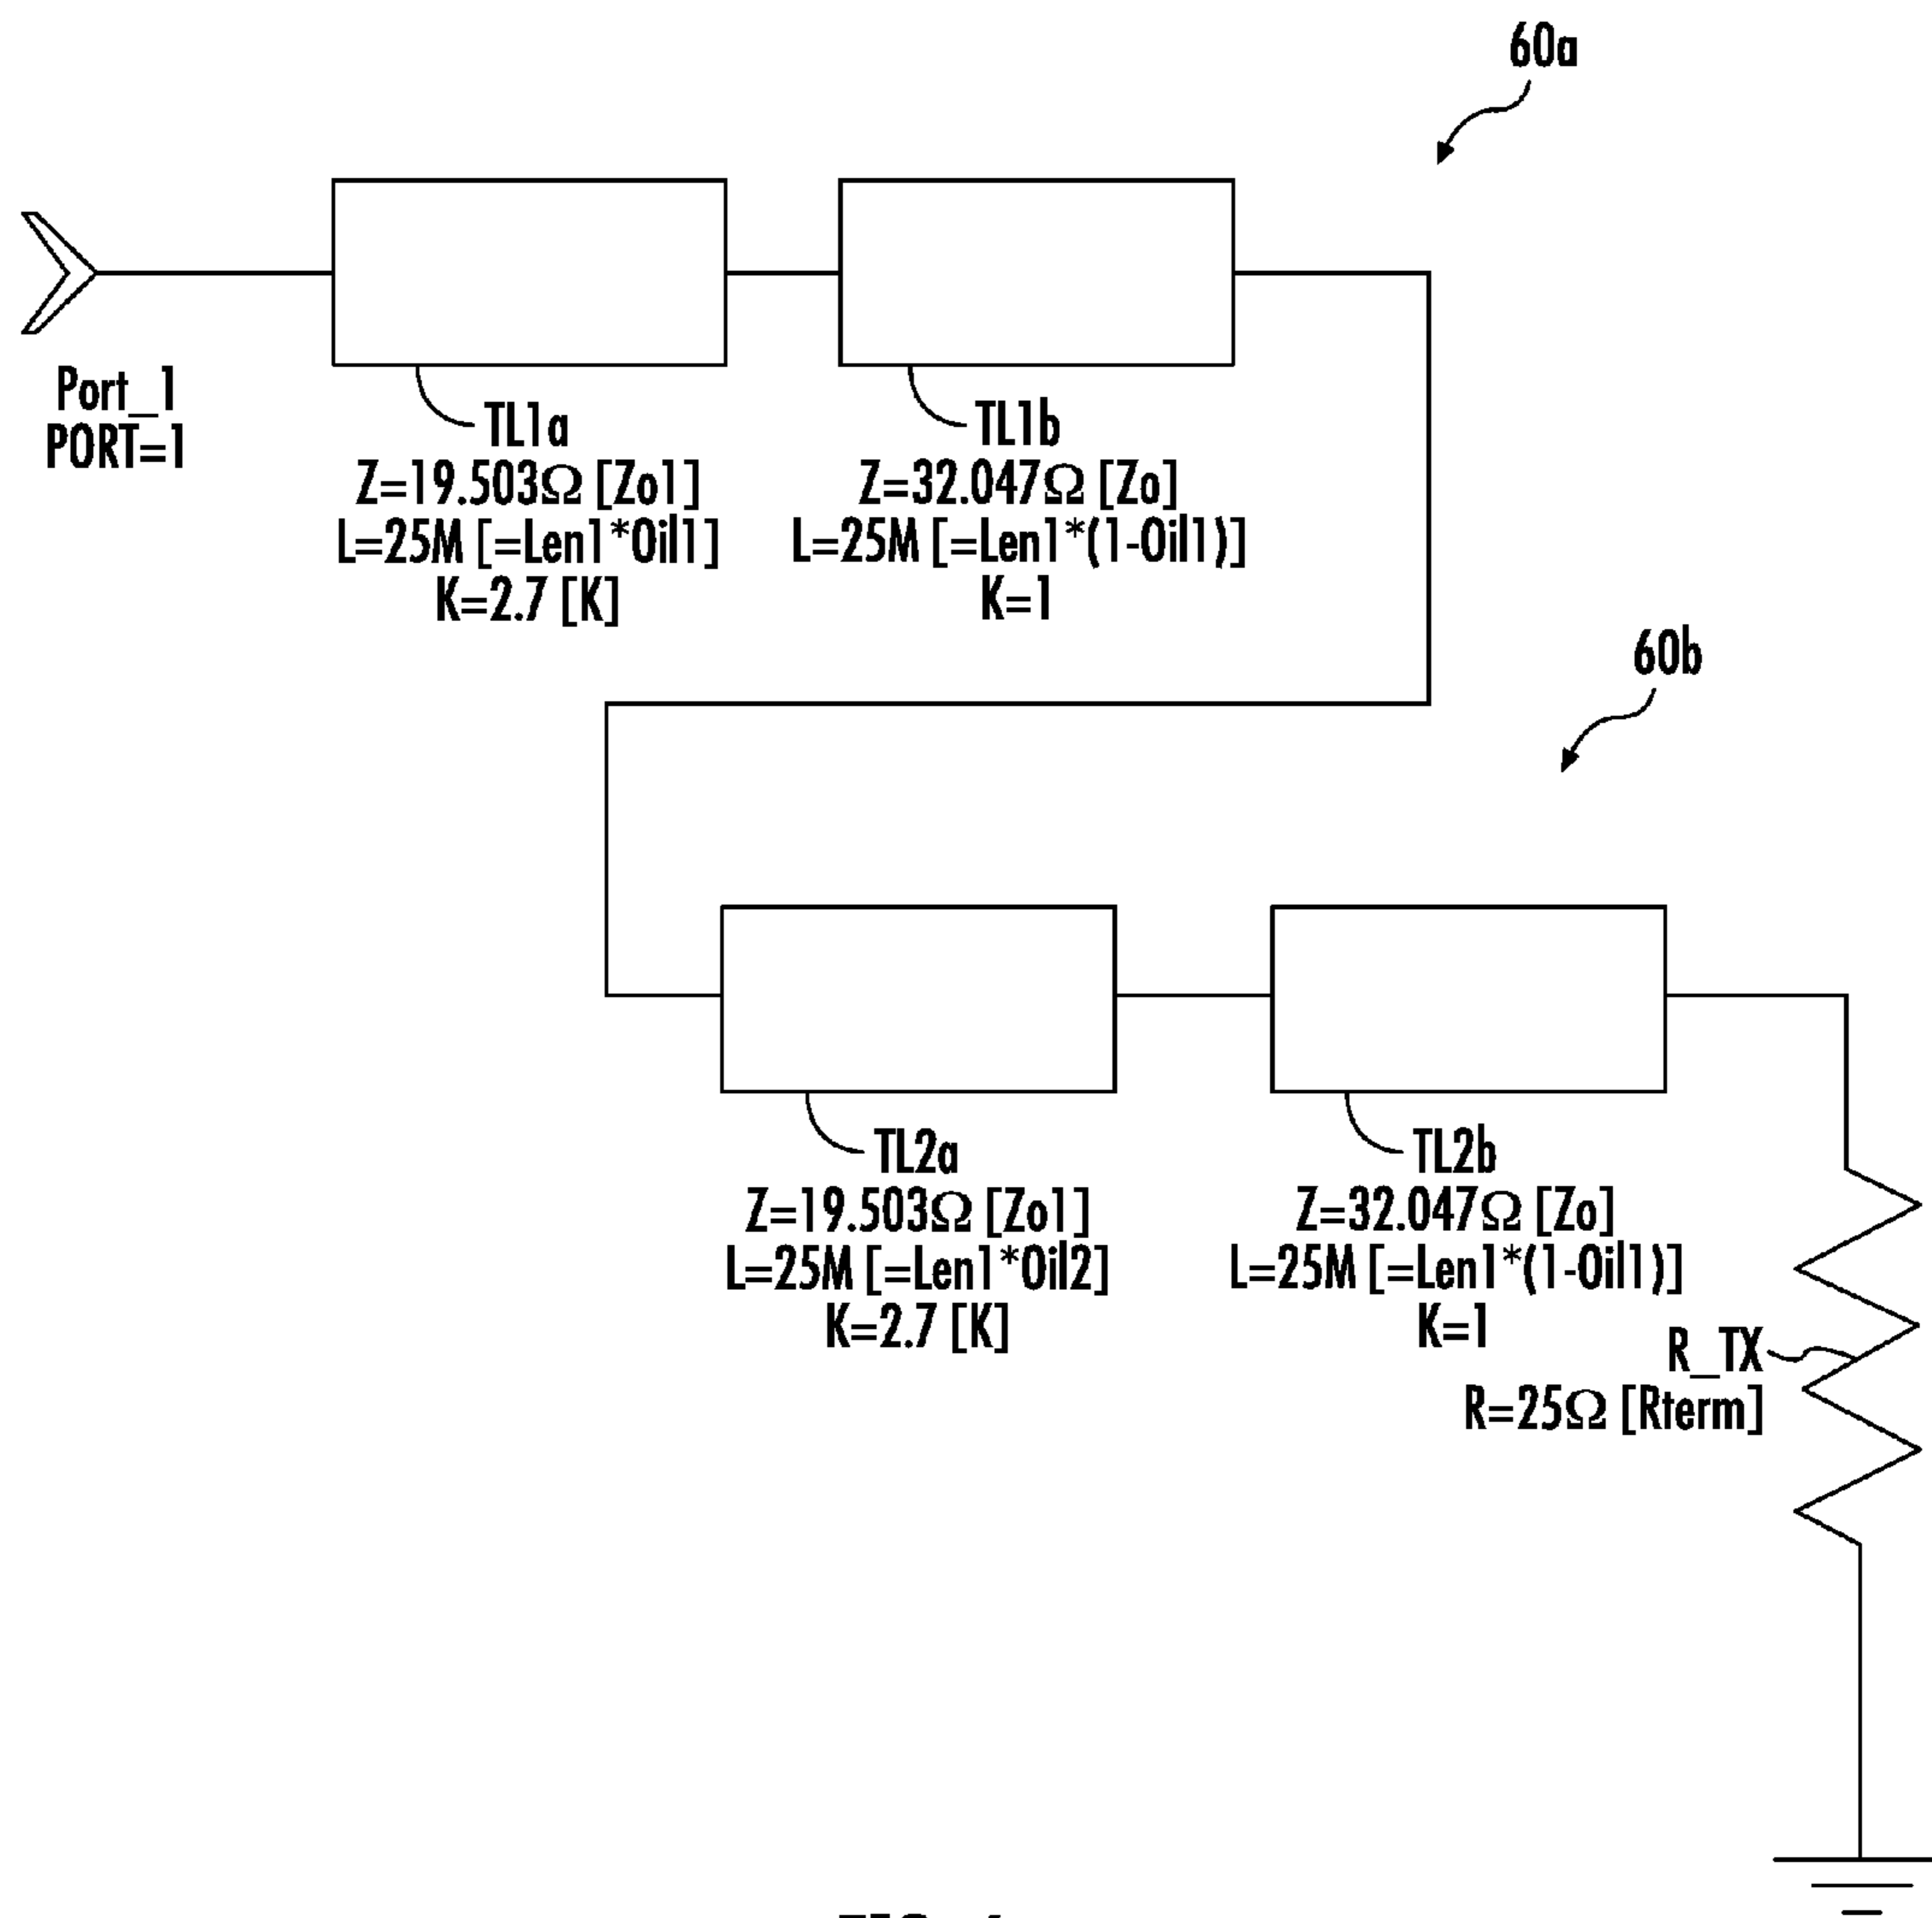 60a
Port_1
PORT=1
TL1a
Z=19.503Ω [Zo1]
L=25M [=Len1*Oil1]
K=2.7 [K]
TL1b
Z=32.047Ω [Zo]
L=25M [=Len1*(1-Oil1)]
K=1
60b
TL2a
Z=19.503Ω [Zo1]
L=25M [=Len1*Oil2]
K=2.7 [K]
TL2b
Z=32.047Ω [Zo]
L=25M [=Len1*(1-Oil1)]
K=1
R_TX
R=25Ω [Rterm]